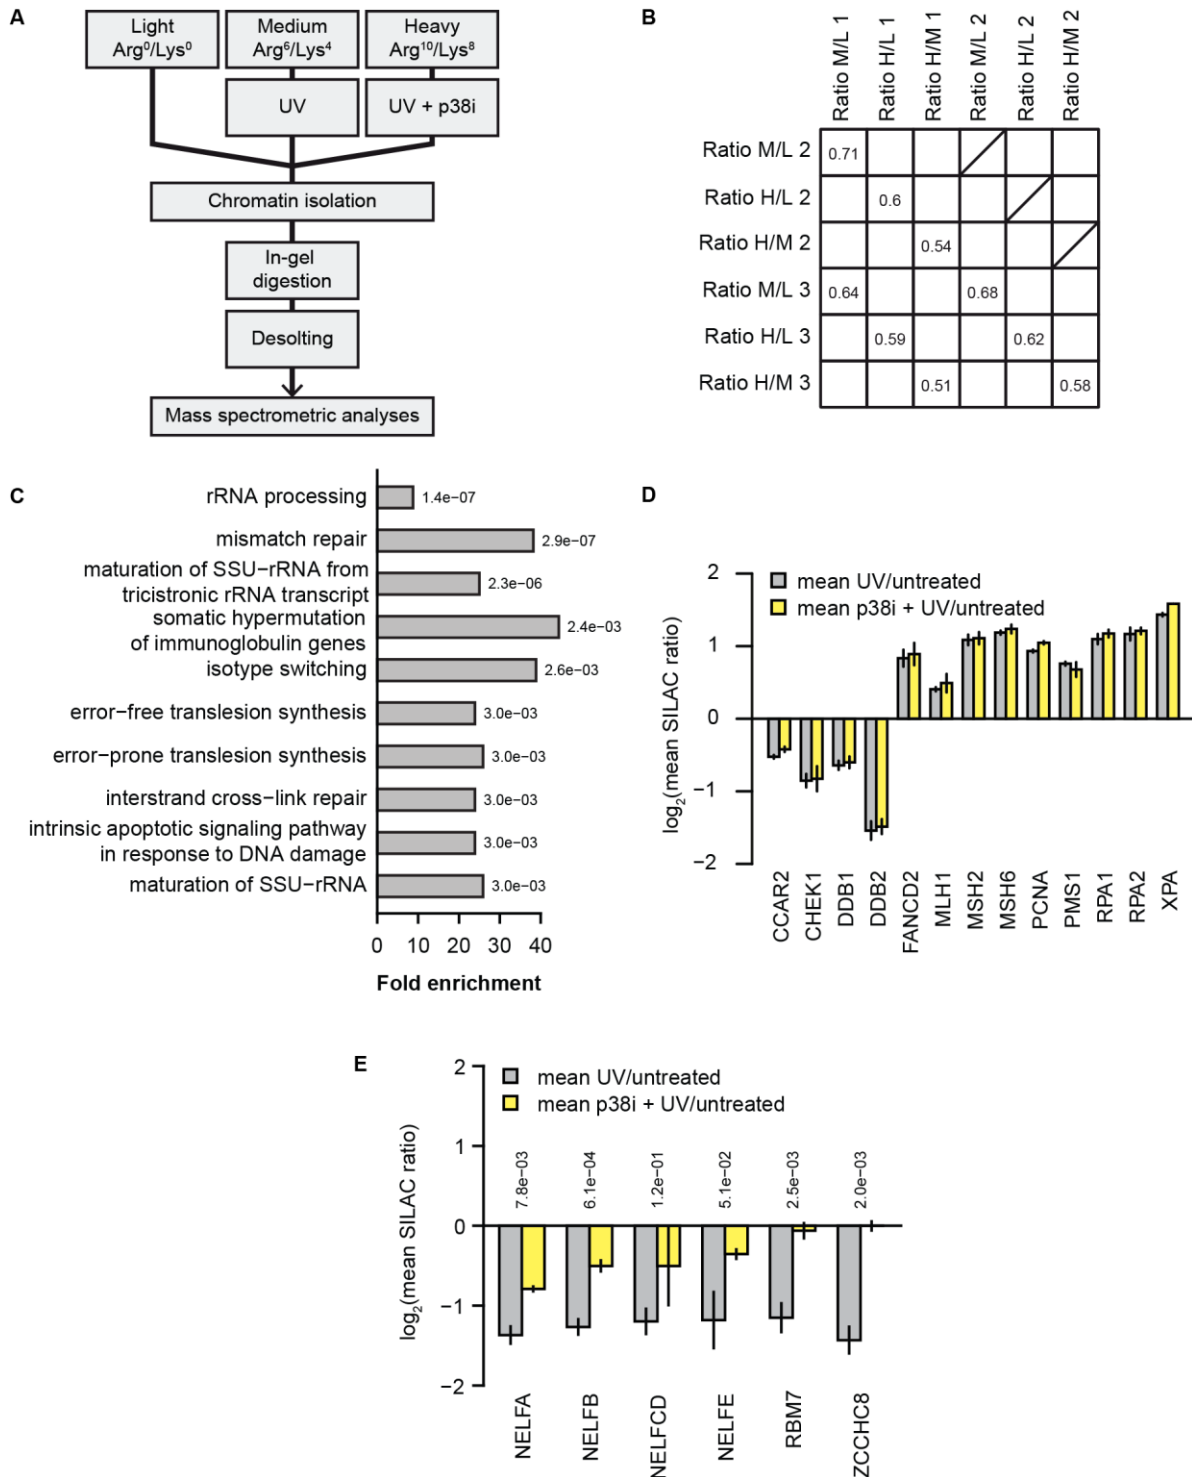 A
Light
Arg⁰/Lys⁰
Medium
Arg⁶/Lys⁴
Heavy
Arg¹⁰/Lys⁸
UV
UV + p38i
Chromatin isolation
In-gel
digestion
Desolting
Mass spectrometric analyses
B
Ratio M/L 1
Ratio H/L 1
Ratio H/M 1
Ratio M/L 2
Ratio H/L 2
Ratio H/M 2
Ratio M/L 2
0.71
Ratio H/L 2
0.6
Ratio H/M 2
0.54
Ratio M/L 3
0.64
0.68
Ratio H/L 3
0.59
0.62
Ratio H/M 3
0.51
0.58
C
rRNA processing
1.4e−07
mismatch repair
2.9e−07
maturation of SSU−rRNA from
tricistronic rRNA transcript
2.3e−06
somatic hypermutation
of immunoglobulin genes
2.4e−03
isotype switching
2.6e−03
error−free translesion synthesis
3.0e−03
error−prone translesion synthesis
3.0e−03
interstrand cross−link repair
3.0e−03
intrinsic apoptotic signaling pathway
in response to DNA damage
3.0e−03
maturation of SSU−rRNA
3.0e−03
0
10
20
30
40
Fold enrichment
D
log₂(mean SILAC ratio)
2
1
0
−1
−2
mean UV/untreated
mean p38i + UV/untreated
CCAR2
CHEK1
DDB1
DDB2
FANCD2
MLH1
MSH2
MSH6
PCNA
PMS1
RPA1
RPA2
XPA
E
log₂(mean SILAC ratio)
2
1
0
−1
−2
mean UV/untreated
mean p38i + UV/untreated
7.8e−03
6.1e−04
1.2e−01
5.1e−02
2.5e−03
2.0e−03
NELFA
NELFB
NELFCD
NELFE
RBM7
ZCCHC8